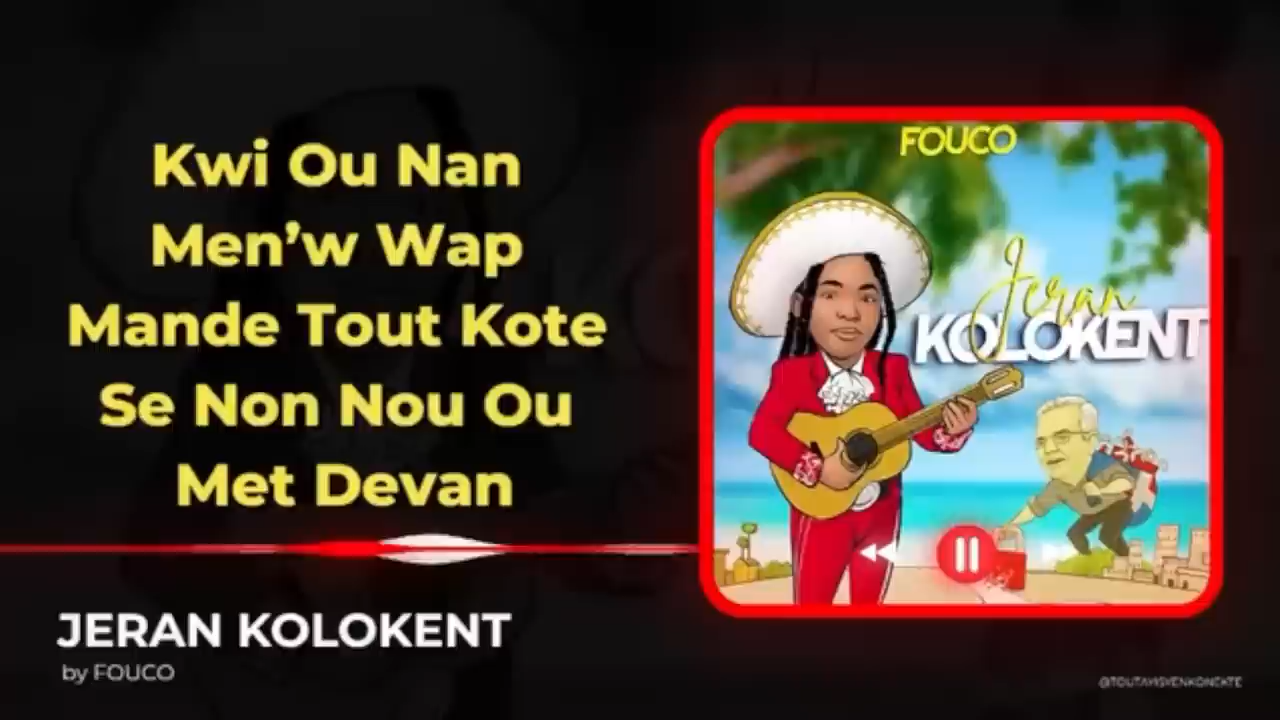 Kwi Ou Nan
Men’w Wap
Mande Tout Kote
Se Non Nou Ou
Met Devan
JERAN KOLOKENT
by FOUCO
FOUCO
Jeran
KOLOKENT